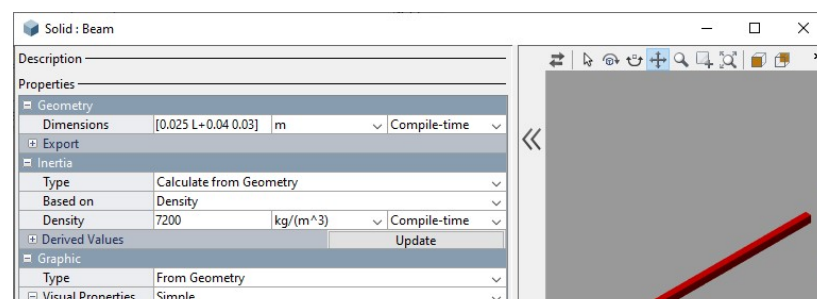 Solid : Beam
Description
Properties
Geometry
Dimensions [0.025 L+0.04 0.03] m Compile-time
Export
Inertia
Type Calculate from Geometry
Based on Density
Density 7200 kg/(m^3) Compile-time
Derived Values Update
Graphic
Type From Geometry
Visual Properties Simple